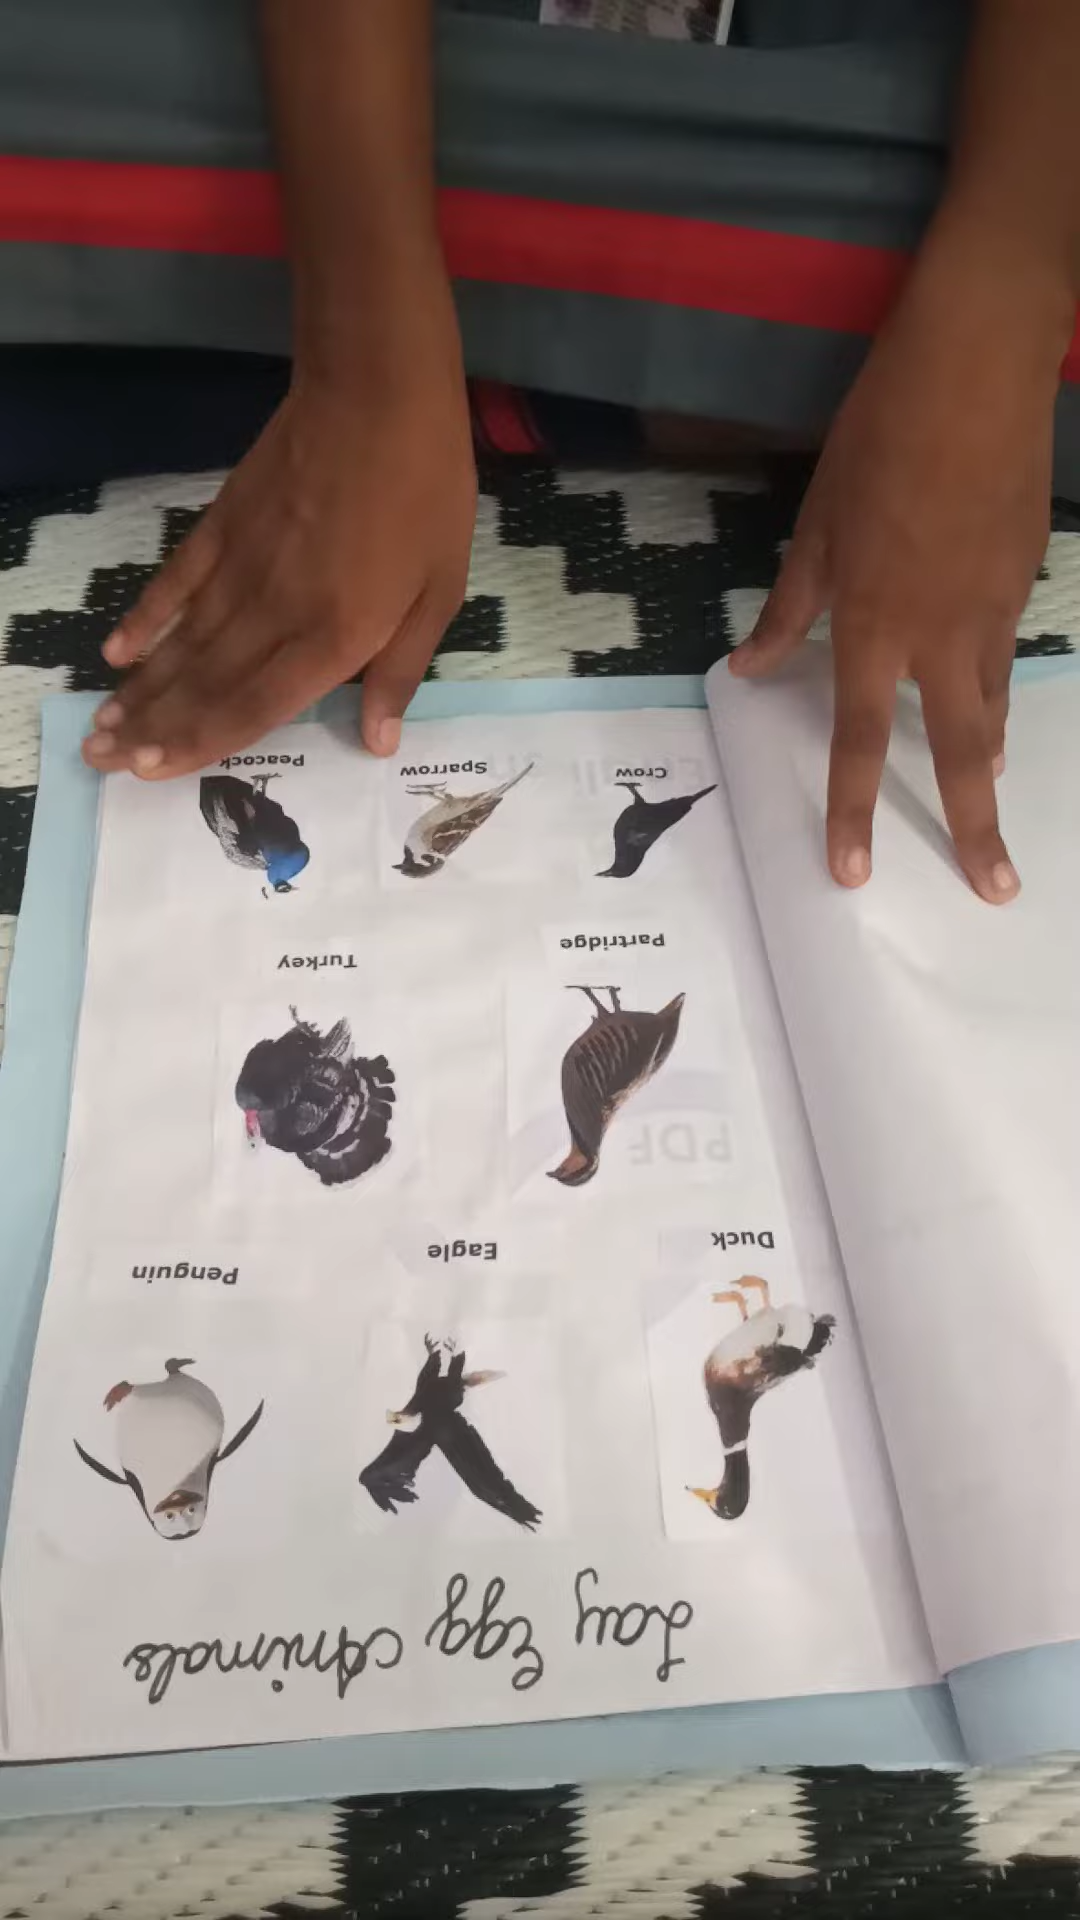 Lay Egg Animals
Duck Eagle Penguin
Partridge Turkey
Crow Sparrow Peacock
PDF